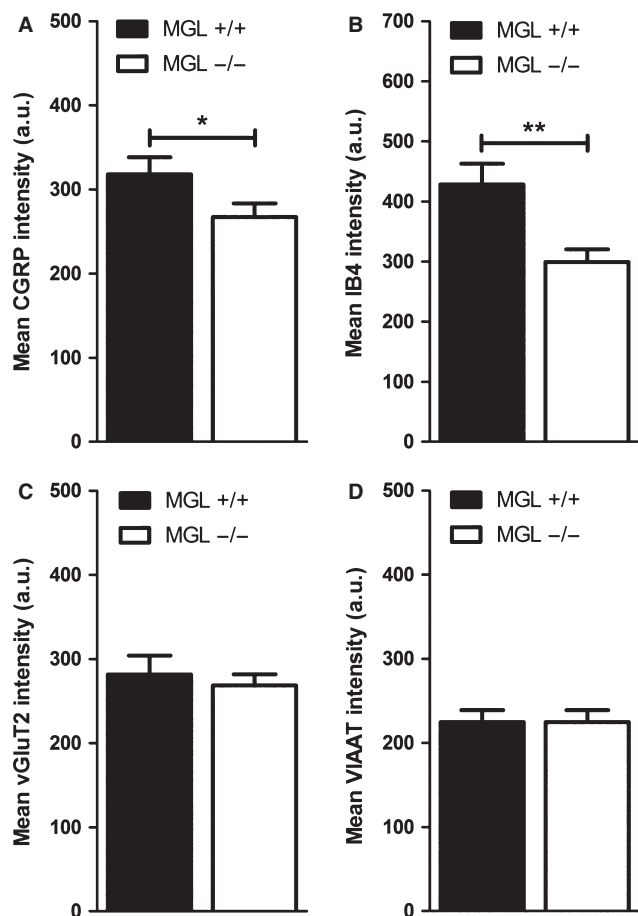 A
MGL +/+
MGL –/–
500
400
300
200
100
0
Mean CGRP intensity (a.u.)
*
B
MGL +/+
MGL –/–
700
600
500
400
300
200
100
0
Mean IB4 intensity (a.u.)
**
C
MGL +/+
MGL –/–
500
400
300
200
100
0
Mean vGluT2 intensity (a.u.)
D
MGL +/+
MGL –/–
500
400
300
200
100
0
Mean VIAAT intensity (a.u.)